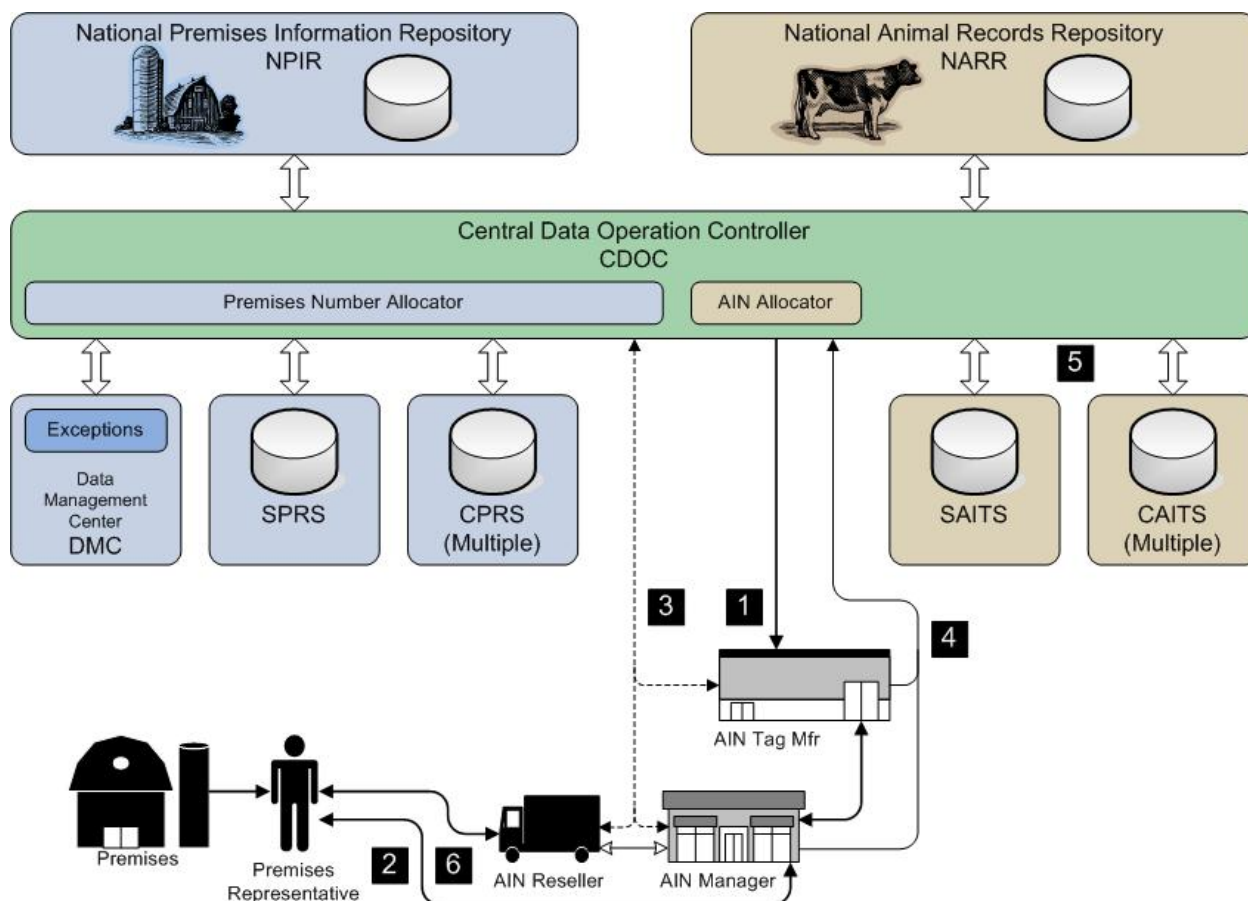 National Premises Information Repository
NPIR
National Animal Records Repository
NARR
Central Data Operation Controller
CDOC
Premises Number Allocator
AIN Allocator
5
Exceptions
Data
Management
Center
DMC
SPRS
CPRS
(Multiple)
SAITS
CAITS
(Multiple)
3
1
4
AIN Tag Mfr
Premises
Premises
Representative
2
6
AIN Reseller
AIN Manager